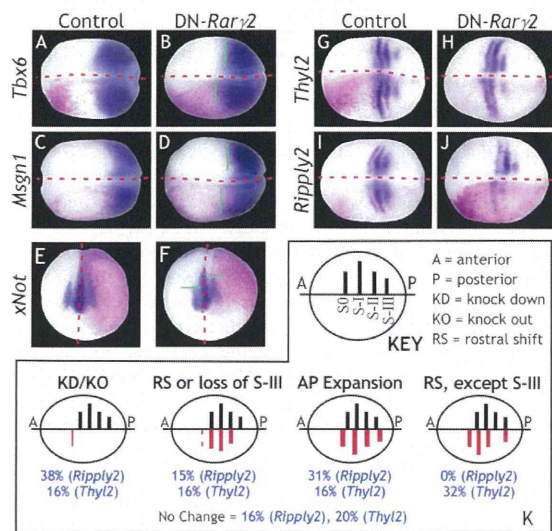 Control
DN-Rarγ2
Control
DN-Rarγ2
Tbx6
A
B
Thyl2
G
H
Msgn1
C
D
Ripply2
I
J
xNot
E
F
A
P
S0
S-I
S-II
S-III
KEY
A = anterior
P = posterior
KD = knock down
KO = knock out
RS = rostral shift
KD/KO
RS or loss of S-III
AP Expansion
RS, except S-III
A
P
A
P
A
P
A
P
38% (Ripply2)
15% (Ripply2)
31% (Ripply2)
0% (Ripply2)
16% (Thyl2)
16% (Thyl2)
16% (Thyl2)
32% (Thyl2)
No Change = 16% (Ripply2), 20% (Thyl2)
K